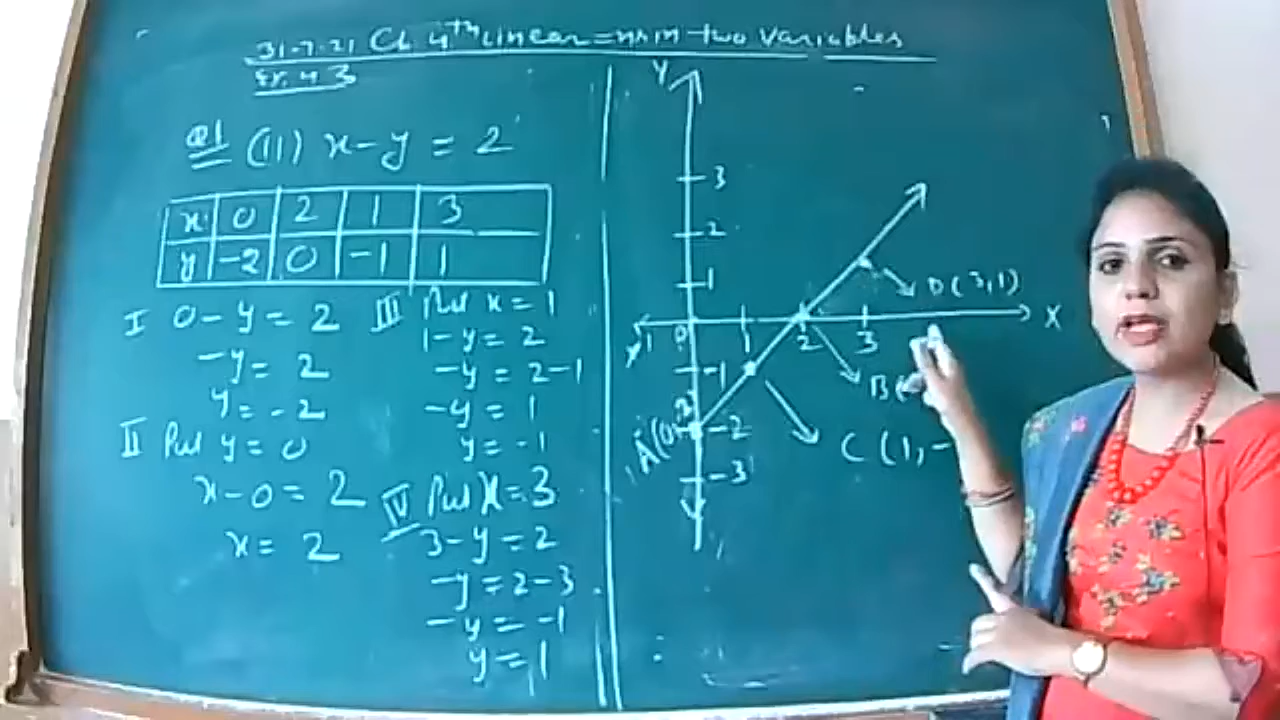 31-7-21 Ch 4th Linear = ns in two variables
Ex. 4.3
Q1 (II) x-y = 2
x 0 2 1 3
y -2 0 -1 1
I 0-y = 2
-y = 2
y = -2
II Put y = 0
x-0 = 2
x = 2
III Put x = 1
1-y = 2
-y = 2-1
-y = 1
y = -1
IV Put x = 3
3-y = 2
-y = 2-3
-y = -1
y = 1
Y
3
2
1
D(3,1)
X
0 1 2 3
-1
B(
A(0,-2
-2
C (1,-
-3